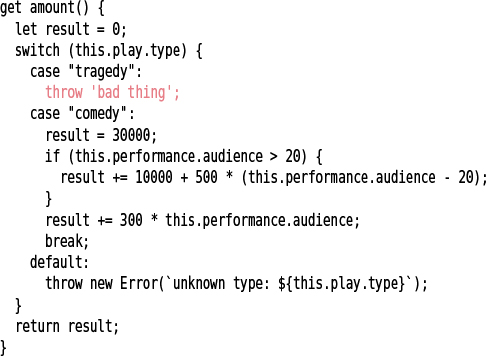 get amount() {
  let result = 0;
  switch (this.play.type) {
    case "tragedy":
      throw 'bad thing';
    case "comedy":
      result = 30000;
      if (this.performance.audience > 20) {
        result += 10000 + 500 * (this.performance.audience - 20);
      }
      result += 300 * this.performance.audience;
      break;
    default:
      throw new Error(`unknown type: ${this.play.type}`);
  }
  return result;
}